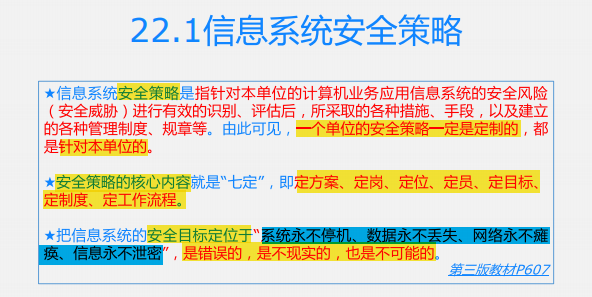 22.1信息系统安全策略
★信息系统安全策略是指针对本单位的计算机业务应用信息系统的安全风险
（安全威胁）进行有效的识别、评估后，所采取的各种措施、手段，以及建立
的各种管理制度、规章等。由此可见，一个单位的安全策略一定是定制的，都
是针对本单位的。
★安全策略的核心内容就是“七定”，即定方案、定岗、定位、定员、定目标、
定制度、定工作流程。
★把信息系统的安全目标定位于“系统永不停机、数据永不丢失、网络永不瘫
痪、信息永不泄密”，是错误的，是不现实的，也是不可能的。
第三版教材P607